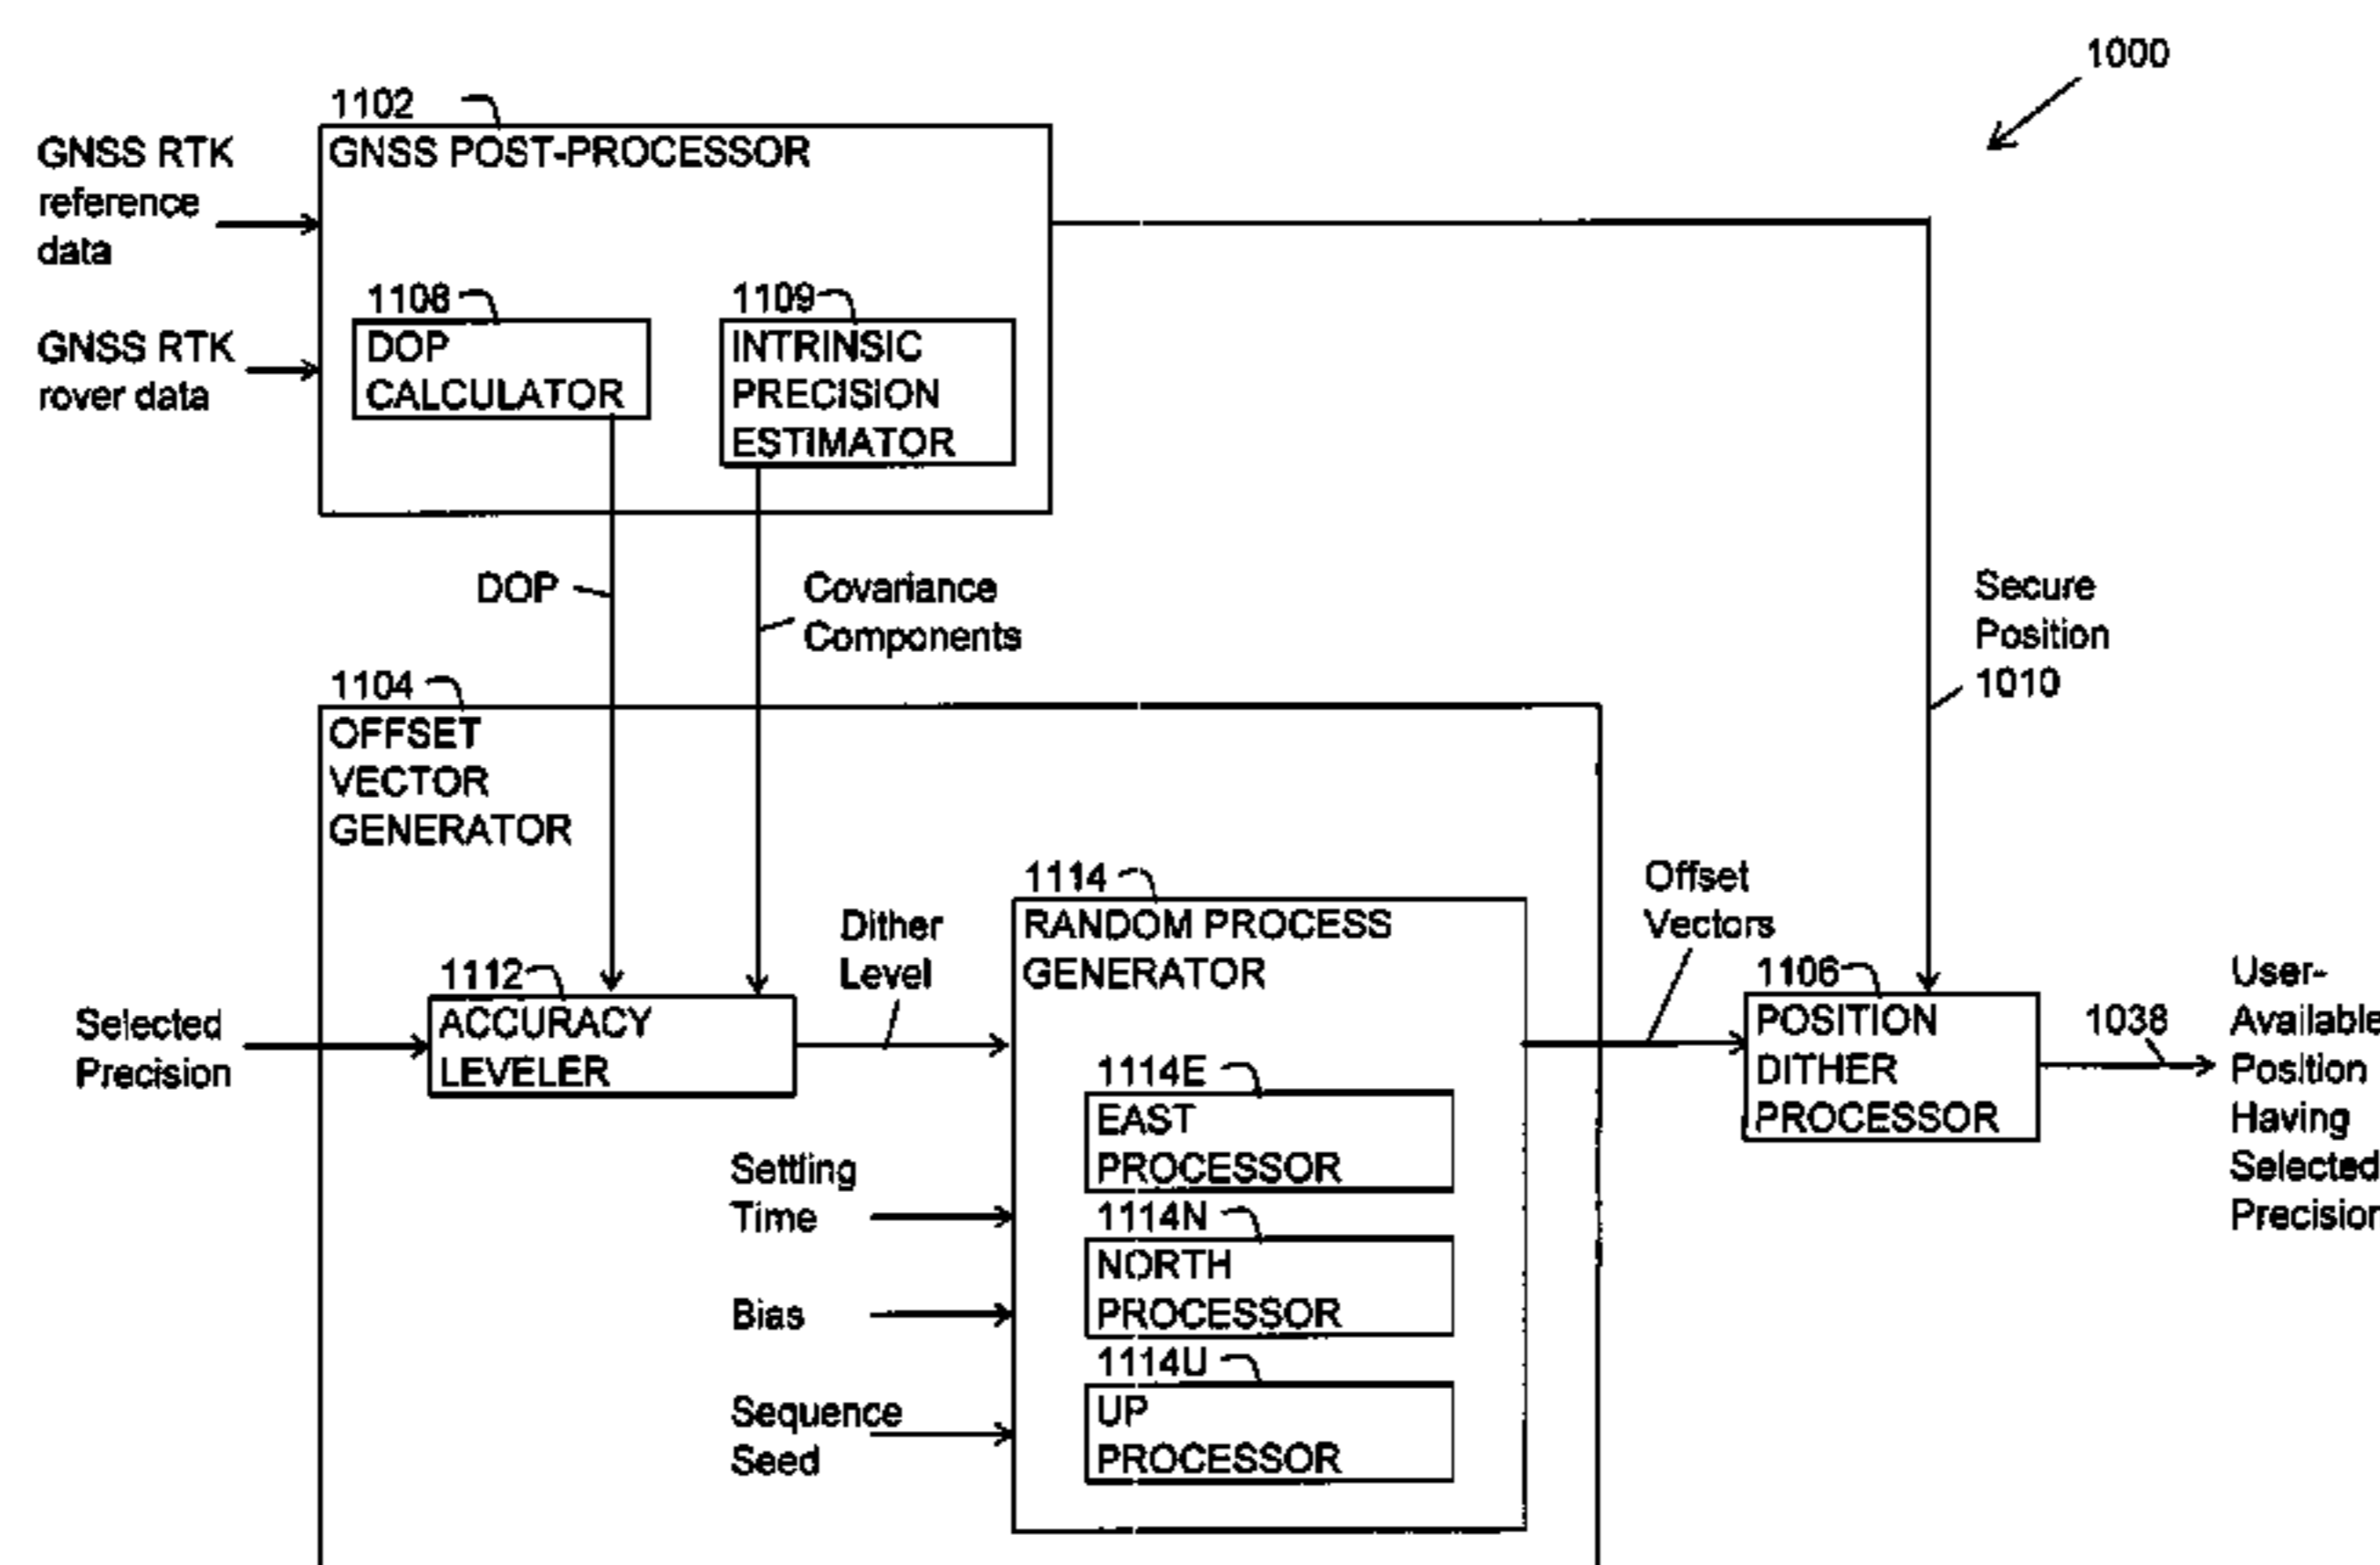 1000
1102
GNSS POST-PROCESSOR
GNSS RTK
reference
data
GNSS RTK
rover data
1108
DOP
CALCULATOR
1109
INTRINSIC
PRECISION
ESTIMATOR
DOP
Covariance
Components
Secure
Position
1010
1104
OFFSET
VECTOR
GENERATOR
Selected
Precision
1112
ACCURACY
LEVELER
Dither
Level
1114
RANDOM PROCESS
GENERATOR
1114E
EAST
PROCESSOR
1114N
NORTH
PROCESSOR
1114U
UP
PROCESSOR
Settling
Time
Bias
Sequence
Seed
Offset
Vectors
1106
POSITION
DITHER
PROCESSOR
1038
User-
Available
Position
Having
Selected
Precision